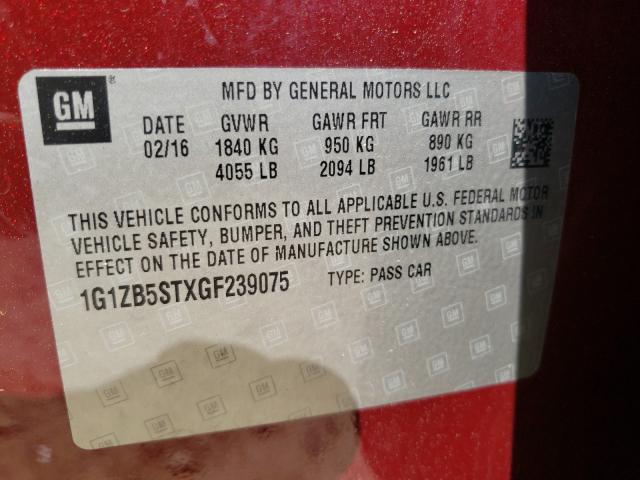 GM®
MFD BY GENERAL MOTORS LLC
DATE GVWR GAWR FRT GAWR RR
02/16 1840 KG 950 KG 890 KG
4055 LB 2094 LB 1961 LB
THIS VEHICLE CONFORMS TO ALL APPLICABLE U.S. FEDERAL MOTOR
VEHICLE SAFETY, BUMPER, AND THEFT PREVENTION STANDARDS IN
EFFECT ON THE DATE OF MANUFACTURE SHOWN ABOVE.
1G1ZB5STXGF239075 TYPE: PASS CAR